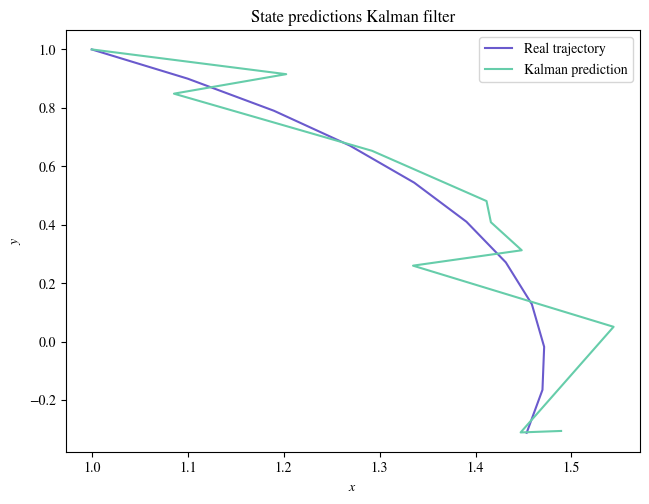 State predictions Kalman filter
Real trajectory
Kalman prediction
1.0
0.8
0.6
0.4
0.2
0.0
−0.2
y
1.0 1.1 1.2 1.3 1.4 1.5
x